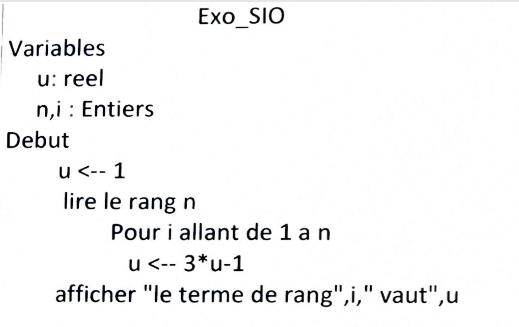 Exo_SIO
Variables
u: reel
n,i : Entiers
Debut
u <-- 1
lire le rang n
Pour i allant de 1 a n
u <-- 3*u-1
afficher "le terme de rang",i," vaut",u